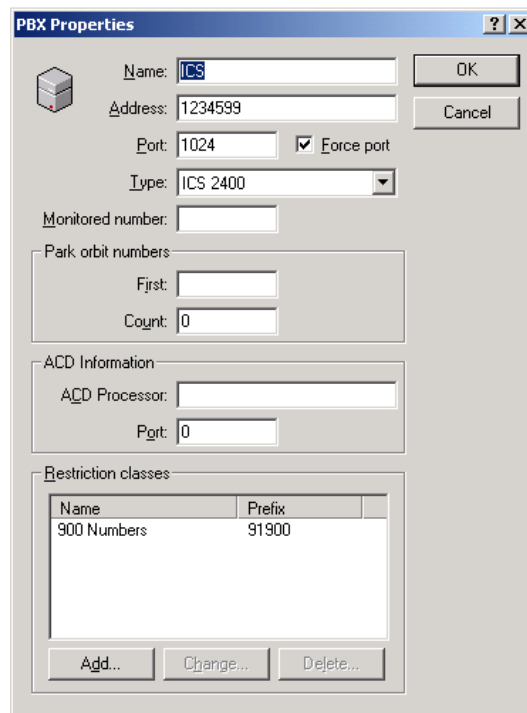 PBX Properties
Name: ICS
OK
Address: 1234599
Cancel
Port: 1024 Force port
Type: ICS 2400
Monitored number:
Park orbit numbers
First:
Count: 0
ACD Information
ACD Processor:
Port: 0
Restriction classes
Name Prefix
900 Numbers 91900
Add... Change... Delete...